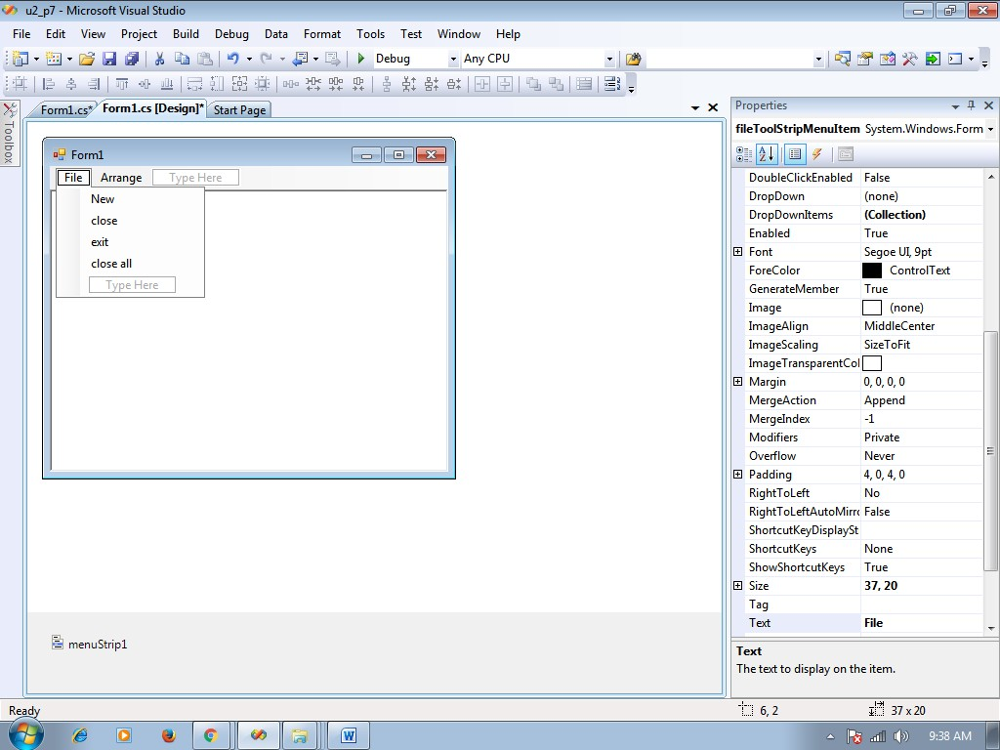 u2_p7 - Microsoft Visual Studio
File Edit View Project Build Debug Data Format Tools Test Window Help
Debug Any CPU
Toolbox
Form1.cs* Form1.cs [Design]* Start Page
Form1
File Arrange Type Here
New
close
exit
close all
Type Here
menuStrip1
Properties
fileToolStripMenuItem System.Windows.Form
DoubleClickEnabled False
DropDown (none)
DropDownItems (Collection)
Enabled True
Font Segoe UI, 9pt
ForeColor ControlText
GenerateMember True
Image (none)
ImageAlign MiddleCenter
ImageScaling SizeToFit
ImageTransparentCol
Margin 0, 0, 0, 0
MergeAction Append
MergeIndex -1
Modifiers Private
Overflow Never
Padding 4, 0, 4, 0
RightToLeft No
RightToLeftAutoMirro False
ShortcutKeyDisplaySt
ShortcutKeys None
ShowShortcutKeys True
Size 37, 20
Tag
Text File
Text
The text to display on the item.
Ready 6, 2 37 x 20
9:38 AM